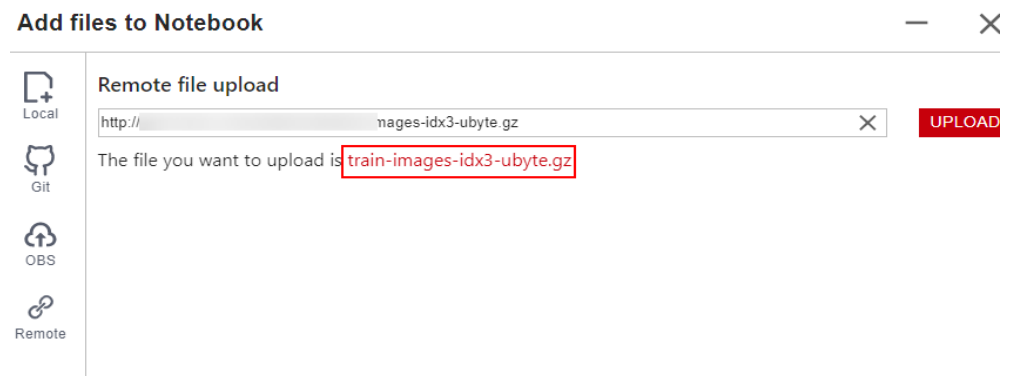 Add files to Notebook
Local
Git
OBS
Remote
Remote file upload
http:// mages-idx3-ubyte.gz
UPLOAD
The file you want to upload is train-images-idx3-ubyte.gz